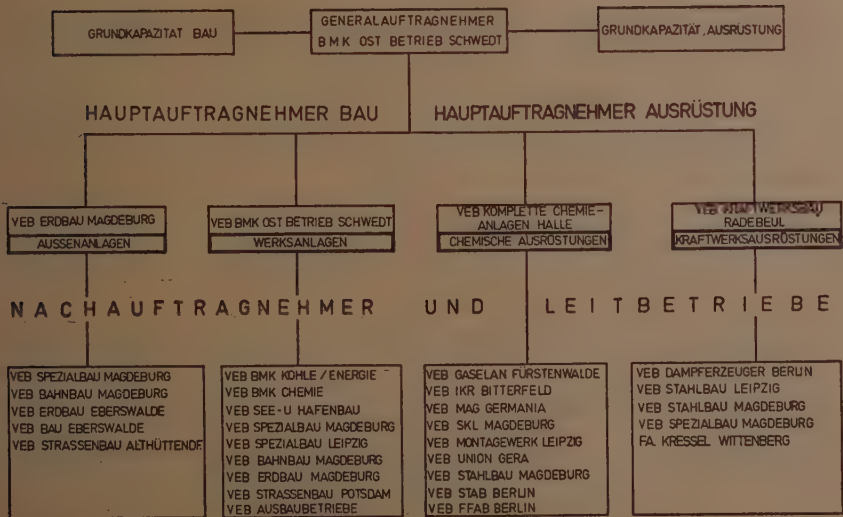 GRUNDKAPAZITAT BAU
GENERALAUFTRAGNEHMER
BMK OST BETRIEB SCHWEDT
GRUNDKAPAZITÄT, AUSRÜSTUNG
HAUPTAUFTRAGNEHMER BAU
HAUPTAUFTRAGNEHMER AUSRÜSTUNG
VEB ERDBAU MAGDEBURG
AUSSENANLAGEN
VEB BMK OST BETRIEB SCHWEDT
WERKSANLAGEN
VEB KOMPLETTE CHEMIE-
ANLAGEN HALLE
CHEMISCHE AUSRÖSTUNGEN
VEB KRAFTWERKSBAU
RADEBEUL
KRAFTWERKSAUSRÖSTUNGEN
NACHAUFTRAGNEHMER UND LEITBETRIEBE
VEB SPEZIALBAU MAGDEBURG
VEB BAHNBAU MAGDEBURG
VEB ERDBAU EBERSWALDE
VEB BAU EBERSWALDE
VEB STRASSENBAU ALTHÜTTENDF.
VEB BMK KOHLE / ENERGIE
VEB BMK CHEMIE
VEB SEE-U HAFENBAU
VEB SPEZIALBAU MAGDEBURG
VEB SPEZIALBAU LEIPZIG
VEB BAHNBAU MAGDEBURG
VEB ERDBAU MAGDEBURG
VEB STRASSENBAU POTSDAM
VEB AUSBAUBETRIEBE
VEB GASELAN FÜRSTENWALDE
VEB IKR BITTERFELD
VEB MAG GERMANIA
VEB SKL MAGDEBURG
VEB MONTAGEWERK LEIPZIG
VEB UNION GERA
VEB STAHLBAU MAGDEBURG
VEB STAB BERLIN
VEB FFAB BERLIN
VEB DAMPFERZEUGER BERLIN
VEB STAHLBAU LEIPZIG
VEB STAHLBAU MAGDEBURG
VEB SPEZIALBAU MAGDEBURG
FA. KRESSEL WITTENBERG